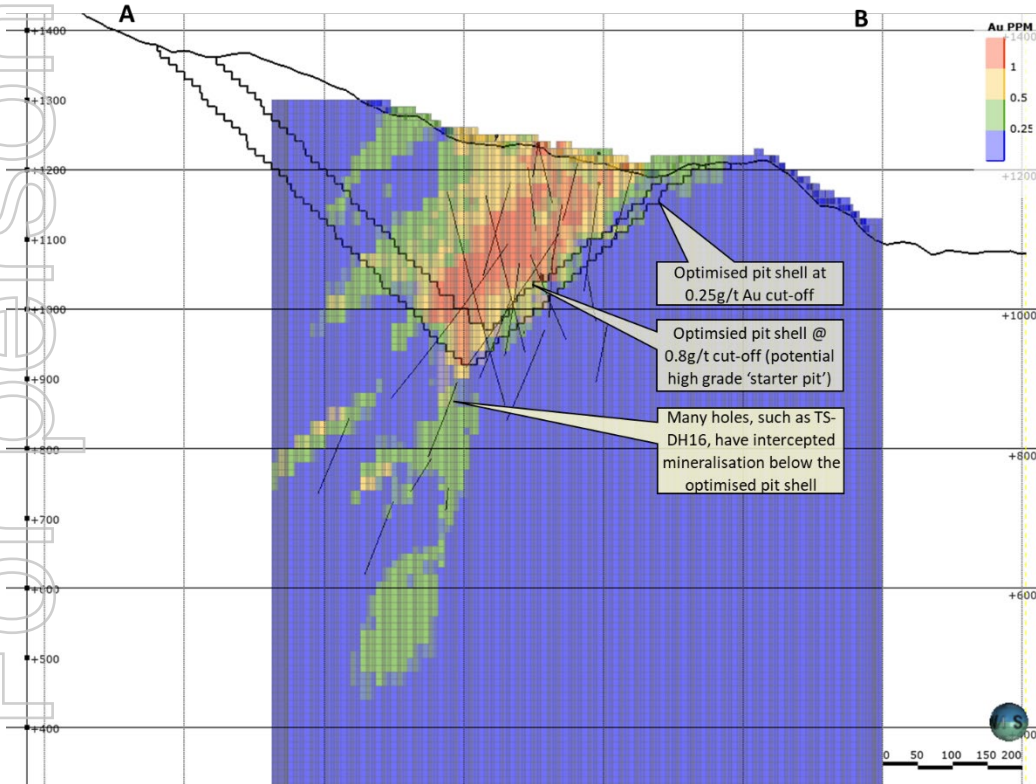 A
B
Au PPM
+1400
+1400
1
0.5
0.25
+1300
+1200
+1200
+1100
Optimised pit shell at
0.25g/t Au cut-off
+1000
+1000
Optimsied pit shell @
0.8g/t cut-off (potential
high grade ‘starter pit’)
+900
Many holes, such as TS-
DH16, have intercepted
mineralisation below the
optimised pit shell
+800
+800
+700
+600
+600
+500
+400
0 50 100 150 200
S
For personal